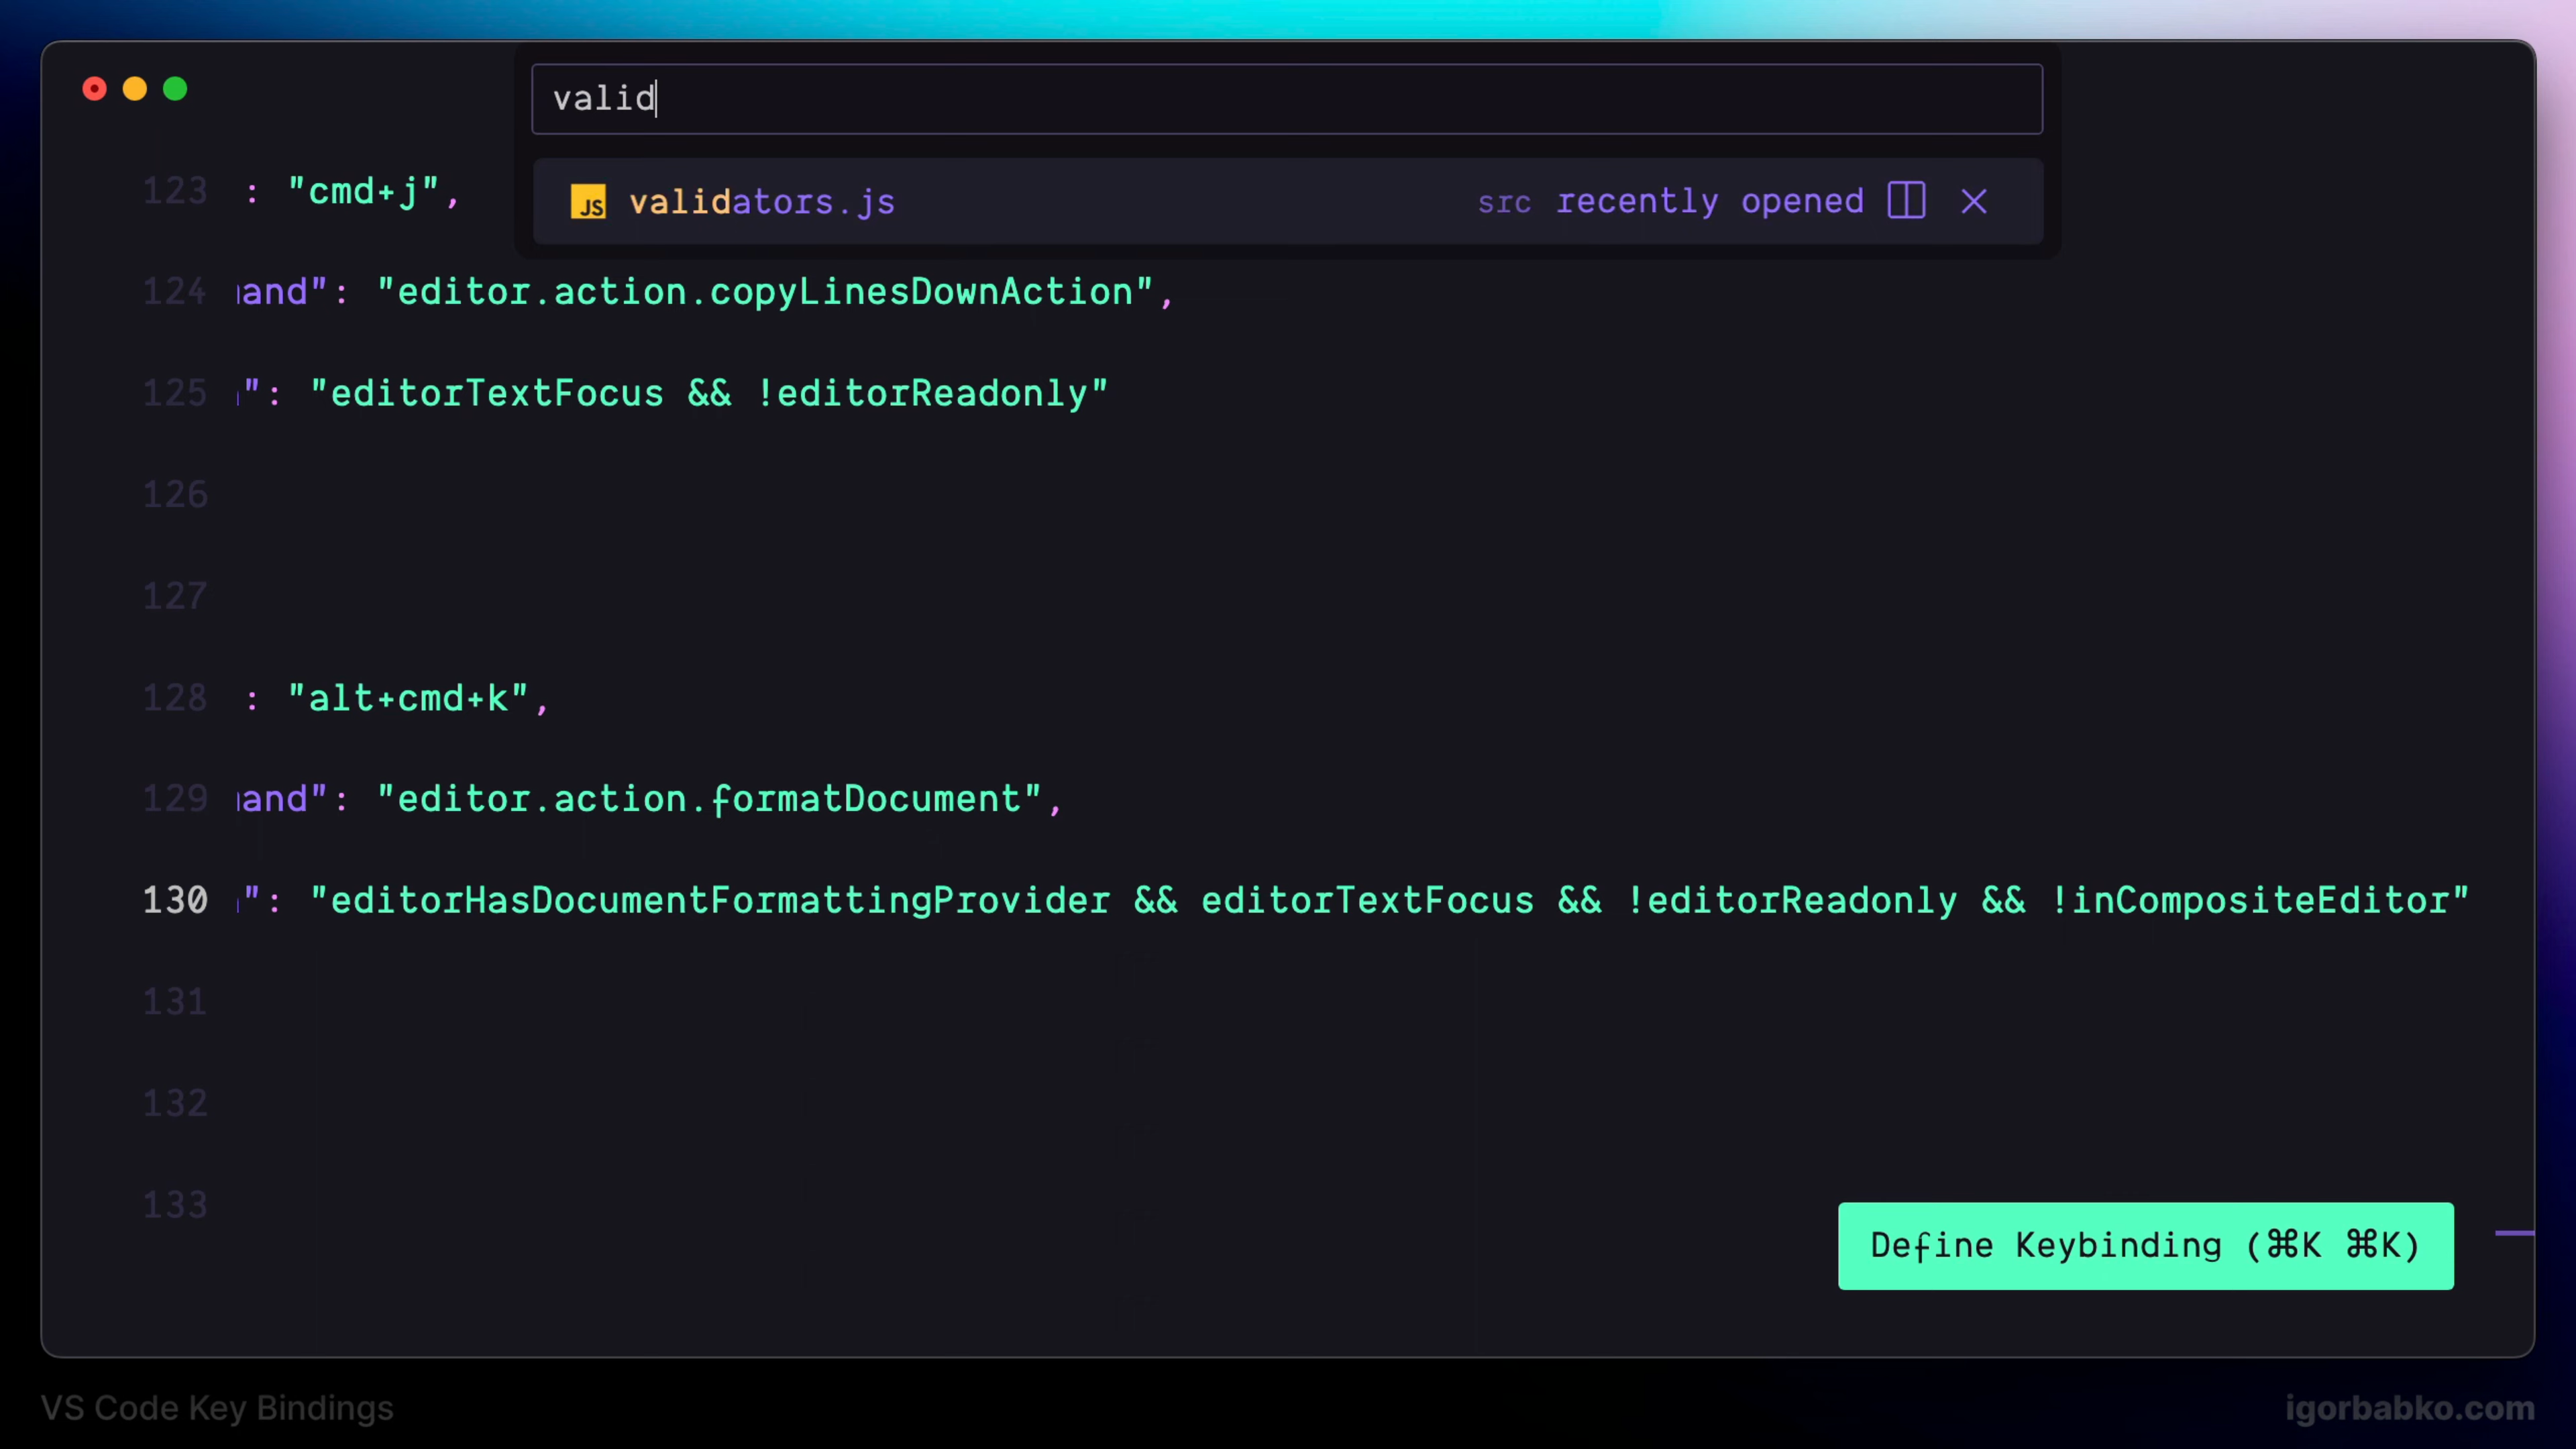 valid
JS validators.js src recently opened
123 : "cmd+j",
124 and": "editor.action.copyLinesDownAction",
125 ": "editorTextFocus && !editorReadonly"
126
127
128 : "alt+cmd+k",
129 and": "editor.action.formatDocument",
130 ": "editorHasDocumentFormattingProvider && editorTextFocus && !editorReadonly && !inCompositeEditor"
131
132
133
Define Keybinding (⌘K ⌘K)
VS Code Key Bindings
igorbabko.com